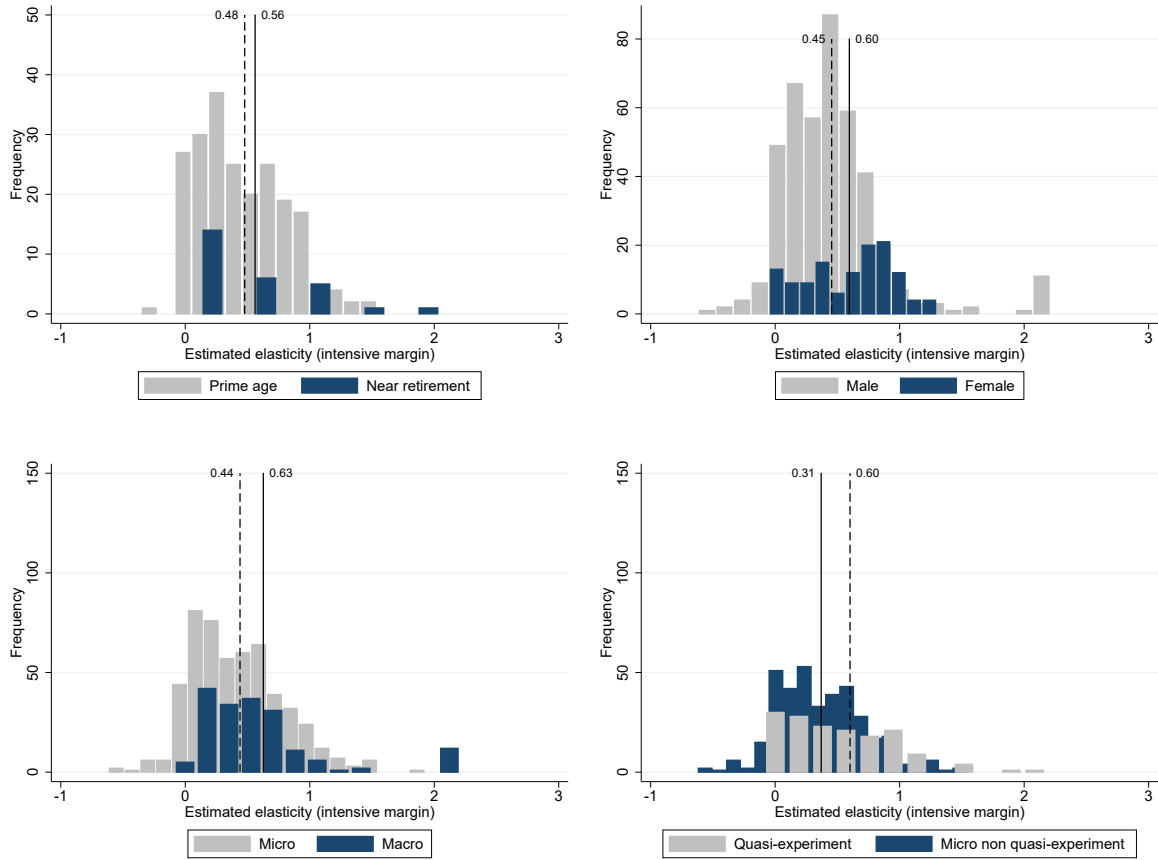 0.48 0.56
50
40
30
20
10
0
Frequency
-1 0 1 2 3
Estimated elasticity (intensive margin)
Prime age Near retirement
0.45 0.60
80
60
40
20
0
Frequency
-1 0 1 2 3
Estimated elasticity (intensive margin)
Male Female
0.44 0.63
150
100
50
0
Frequency
-1 0 1 2 3
Estimated elasticity (intensive margin)
Micro Macro
0.31 0.60
150
100
50
0
Frequency
-1 0 1 2 3
Estimated elasticity (intensive margin)
Quasi-experiment Micro non quasi-experiment